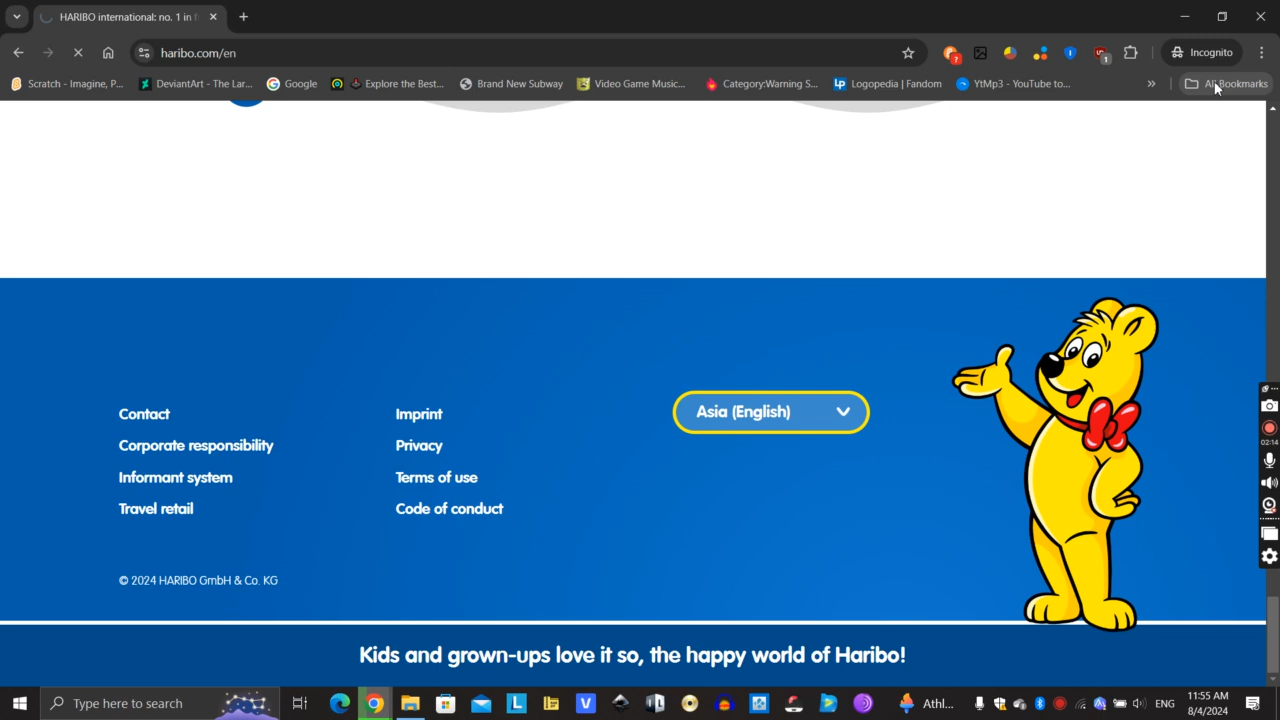 HARIBO international: no. 1 in f
haribo.com/en
7
1
Incognito
Scratch - Imagine, P...
DeviantArt - The Lar...
Google
Explore the Best...
Brand New Subway
Video Game Music...
Category:Warning S...
Logopedia | Fandom
YtMp3 - YouTube to...
»
All Bookmarks
Contact
Imprint
Asia (English)
Corporate responsibility
Privacy
Informant system
Terms of use
Travel retail
Code of conduct
© 2024 HARIBO GmbH & Co. KG
02:14
Kids and grown-ups love it so, the happy world of Haribo!
Type here to search
Athl...
ENG
11:55 AM
8/4/2024